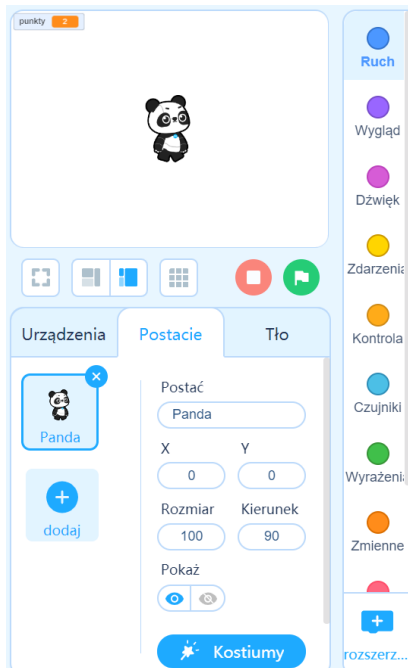 punkty 2
Urządzenia Postacie Tło
Panda
dodaj
Postać
Panda
X Y
0 0
Rozmiar Kierunek
100 90
Pokaż
Kostiumy
Ruch
Wygląd
Dźwięk
Zdarzenia
Kontrola
Czujniki
Wyrażeni
Zmienne
rozszerz...